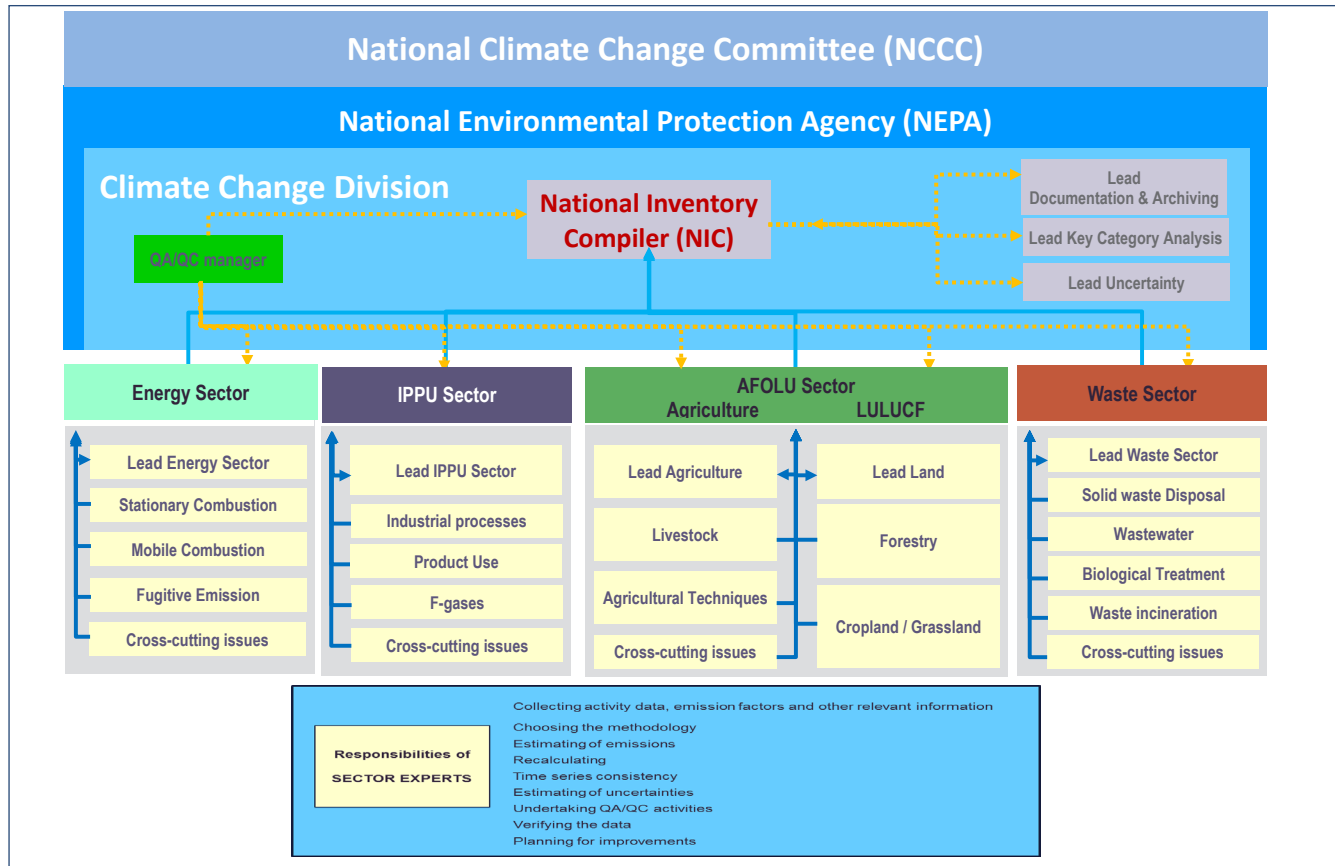 National Climate Change Committee (NCCC)
National Environmental Protection Agency (NEPA)
Climate Change Division
National Inventory
Compiler (NIC)
QA/QC manager
Lead
Documentation & Archiving
Lead Key Category Analysis
Lead Uncertainty
Energy Sector
Lead Energy Sector
Stationary Combustion
Mobile Combustion
Fugitive Emission
Cross-cutting issues
IPPU Sector
Lead IPPU Sector
Industrial processes
Product Use
F-gases
Cross-cutting issues
AFOLU Sector
Agriculture
LULUCF
Lead Agriculture
Livestock
Agricultural Techniques
Cross-cutting issues
Lead Land
Forestry
Cropland / Grassland
Waste Sector
Lead Waste Sector
Solid waste Disposal
Wastewater
Biological Treatment
Waste incineration
Cross-cutting issues
Responsibilities of
SECTOR EXPERTS
Collecting activity data, emission factors and other relevant information
Choosing the methodology
Estimating of emissions
Recalculating
Time series consistency
Estimating of uncertainties
Undertaking QA/QC activities
Verifying the data
Planning for improvements